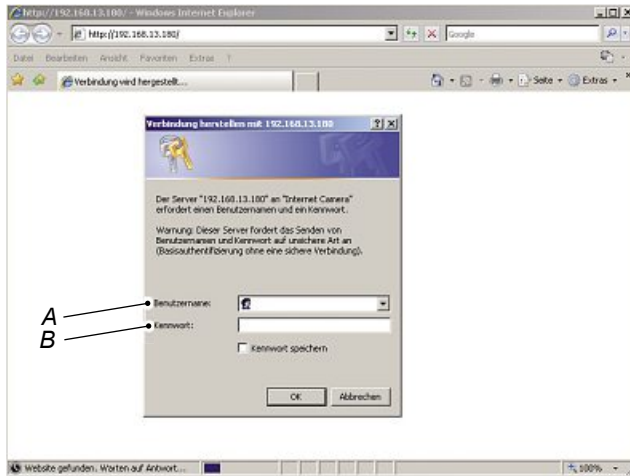 http://192.168.13.180/ - Windows Internet Explorer
http://192.168.13.180/
Google
Datei Bearbeiten Ansicht Favoriten Extras ?
Verbindung wird hergestellt...
Seite
Extras
Verbindung herstellen mit 192.168.13.180
Der Server "192.168.13.180" an "Internet Camera"
erfordert einen Benutzernamen und ein Kennwort.
Warnung: Dieser Server fordert das Senden von
Benutzernamen und Kennwort auf unsichere Art an
(Basisauthentifizierung ohne eine sichere Verbindung).
A
Benutzername:
B
Kennwort:
Kennwort speichern
OK
Abbrechen
Website gefunden. Warten auf Antwort...
100%